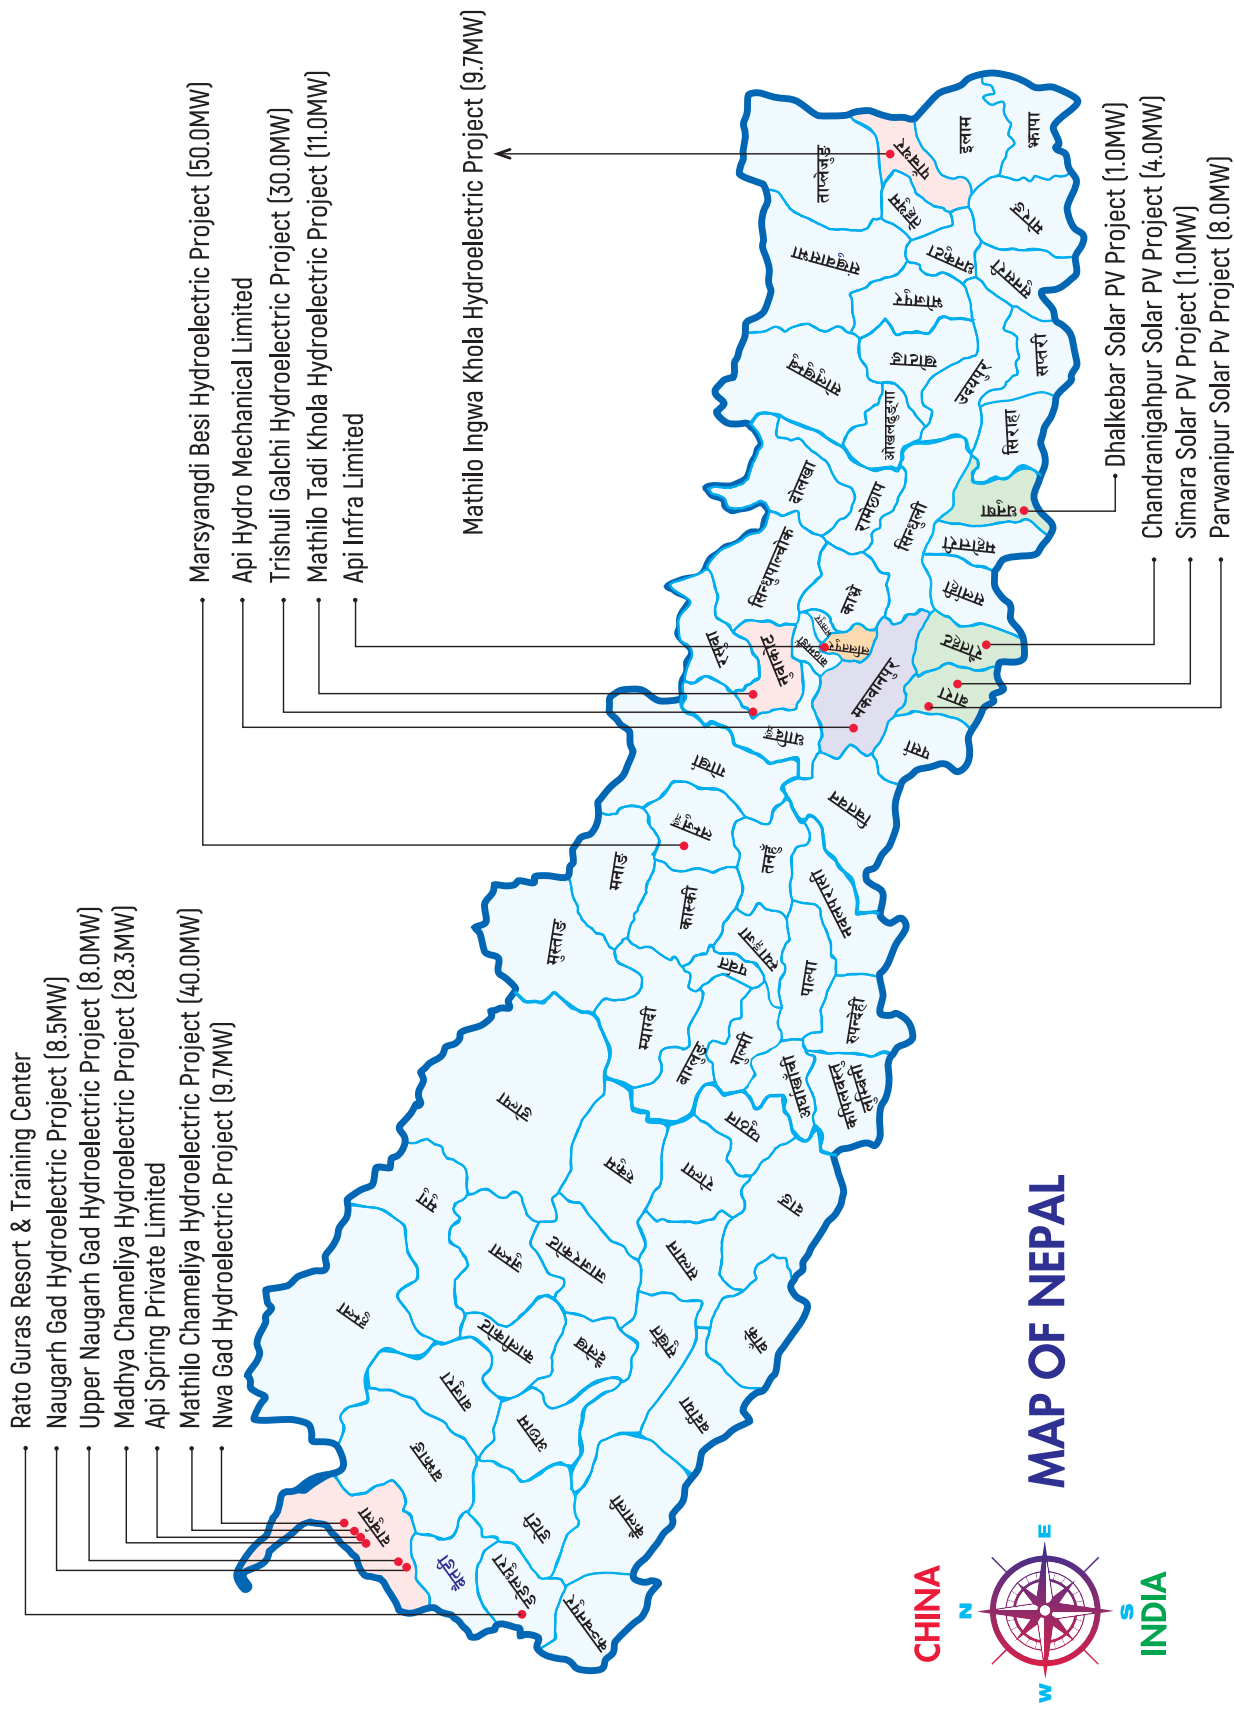 Rato Guras Resort & Training Center
Naugarh Gad Hydroelectric Project (8.5MW)
Upper Naugarh Gad Hydroelectric Project (8.0MW)
Madhya Chameliya Hydroelectric Project (28.3MW)
Api Spring Private Limited
Mathilo Chameliya Hydroelectric Project (40.0MW)
Nwa Gad Hydroelectric Project (9.7MW)
Marsyangdi Besi Hydroelectric Project (50.0MW)
Api Hydro Mechanical Limited
Trishuli Galchi Hydroelectric Project (30.0MW)
Mathilo Tadi Khola Hydroelectric Project (11.0MW)
Api Infra Limited
Mathilo Ingwa Khola Hydroelectric Project (9.7MW)
दार्चुला
बैतडी
डडेलधुरा
कञ्चनपुर
बझाङ
डोटी
कैलाली
हुम्ला
बाजुरा
अछाम
मुगु
जुम्ला
कालीकोट
दैलेख
जाजरकोट
सुर्खेत
बर्दिया
बाँके
डोल्पा
रुकुम
सल्यान
रोल्पा
दाङ
प्युठान
मुस्ताङ
म्याग्दी
बाग्लुङ
गुल्मी
अर्घाखाँची
कपिलवस्तु
लुम्बिनी
मनाङ
कास्की
पर्वत
स्याङ्जा
पाल्पा
रुपन्देही
लम्जुङ
तनहुँ
नवलपरासी
गोर्खा
चितवन
धादिङ
रसुवा
नुवाकोट
काठमाडौं
भक्तपुर
ललितपुर
मकवानपुर
पर्सा
बारा
रौतहट
सिन्धुपाल्चोक
काभ्रे
सर्लाही
दोलखा
रामेछाप
सिन्धुली
महोत्तरी
धनुषा
सोलुखुम्बु
ओखलढुङ्गा
उदयपुर
सिराहा
खोटाङ
सप्तरी
संखुवासभा
भोजपुर
धनकुटा
सुनसरी
ताप्लेजुङ
तेह्रथुम
पाँचथर
मोरङ
इलाम
झापा
Dhalkebar Solar PV Project (1.0MW)
Chandranigahpur Solar PV Project (4.0MW)
Simara Solar PV Project (1.0MW)
Parwanipur Solar Pv Project (8.0MW)
MAP OF NEPAL
CHINA
N
W
E
S
INDIA